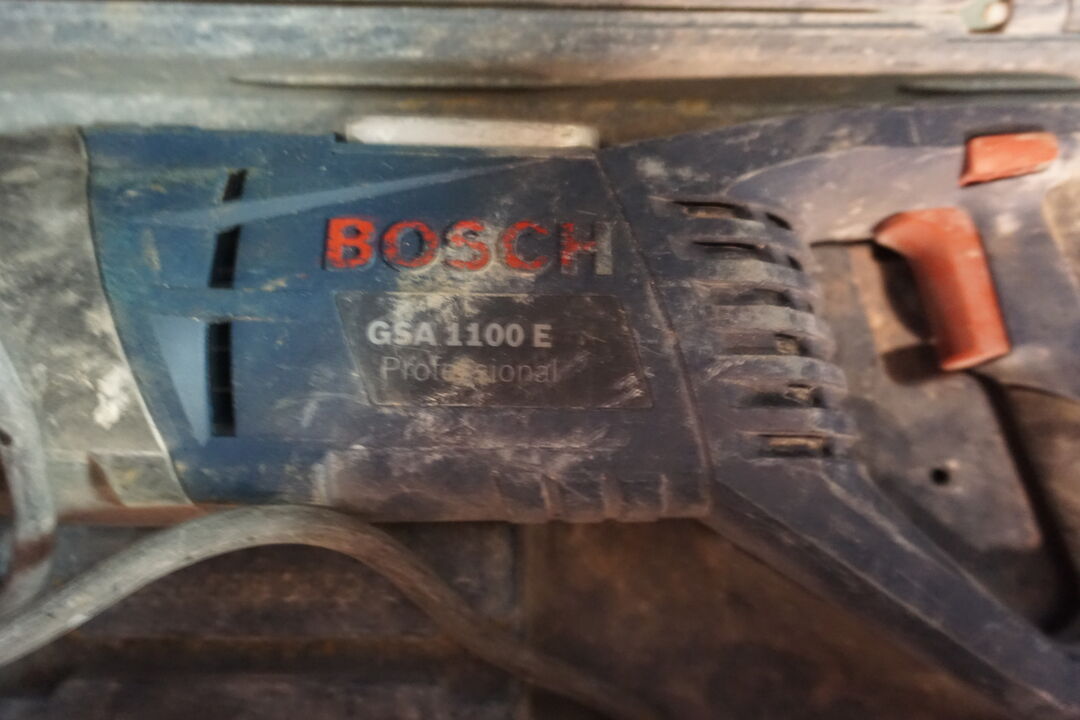 BOSCH
GSA 1100 E
Professional